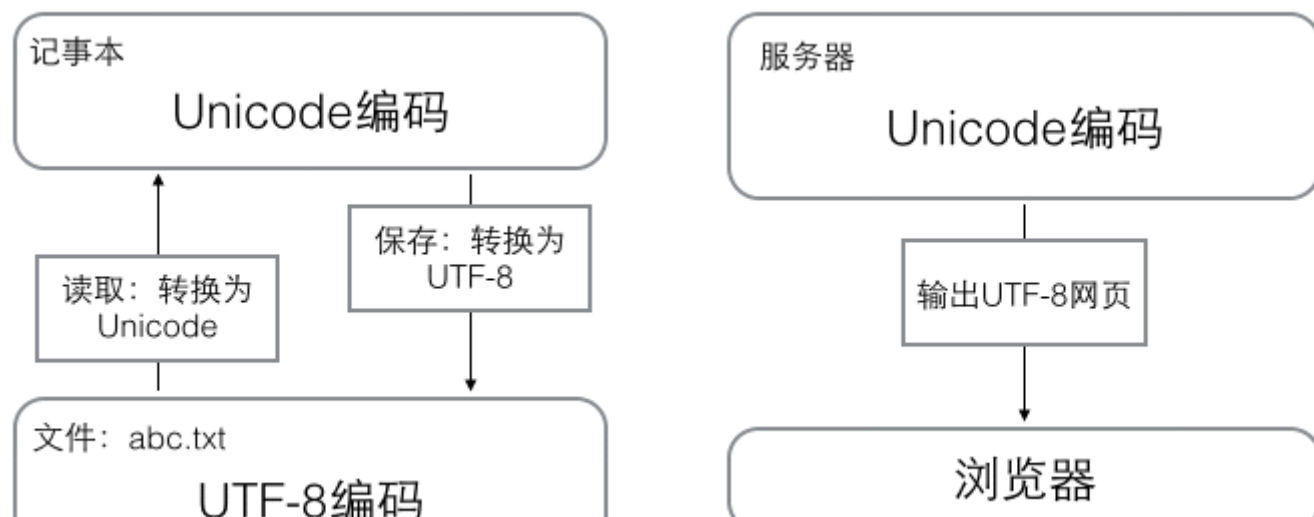 记事本
Unicode编码
读取：转换为
Unicode
保存：转换为
UTF-8
文件：abc.txt
UTF-8编码
服务器
Unicode编码
输出UTF-8网页
浏览器